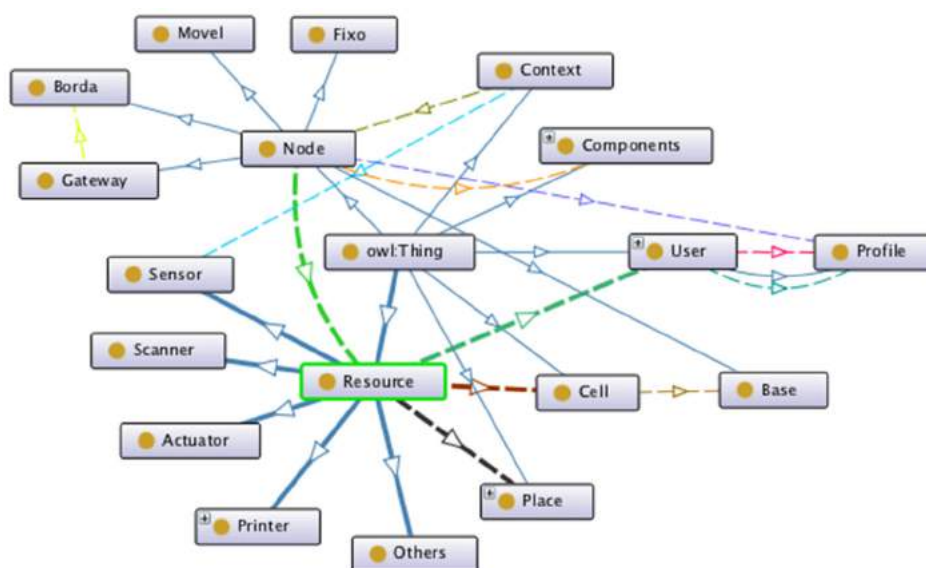 Movel
Fixo
Context
Borda
Components
Node
Gateway
owl:Thing
User
Profile
Sensor
Scanner
Resource
Cell
Base
Actuator
Place
Printer
Others